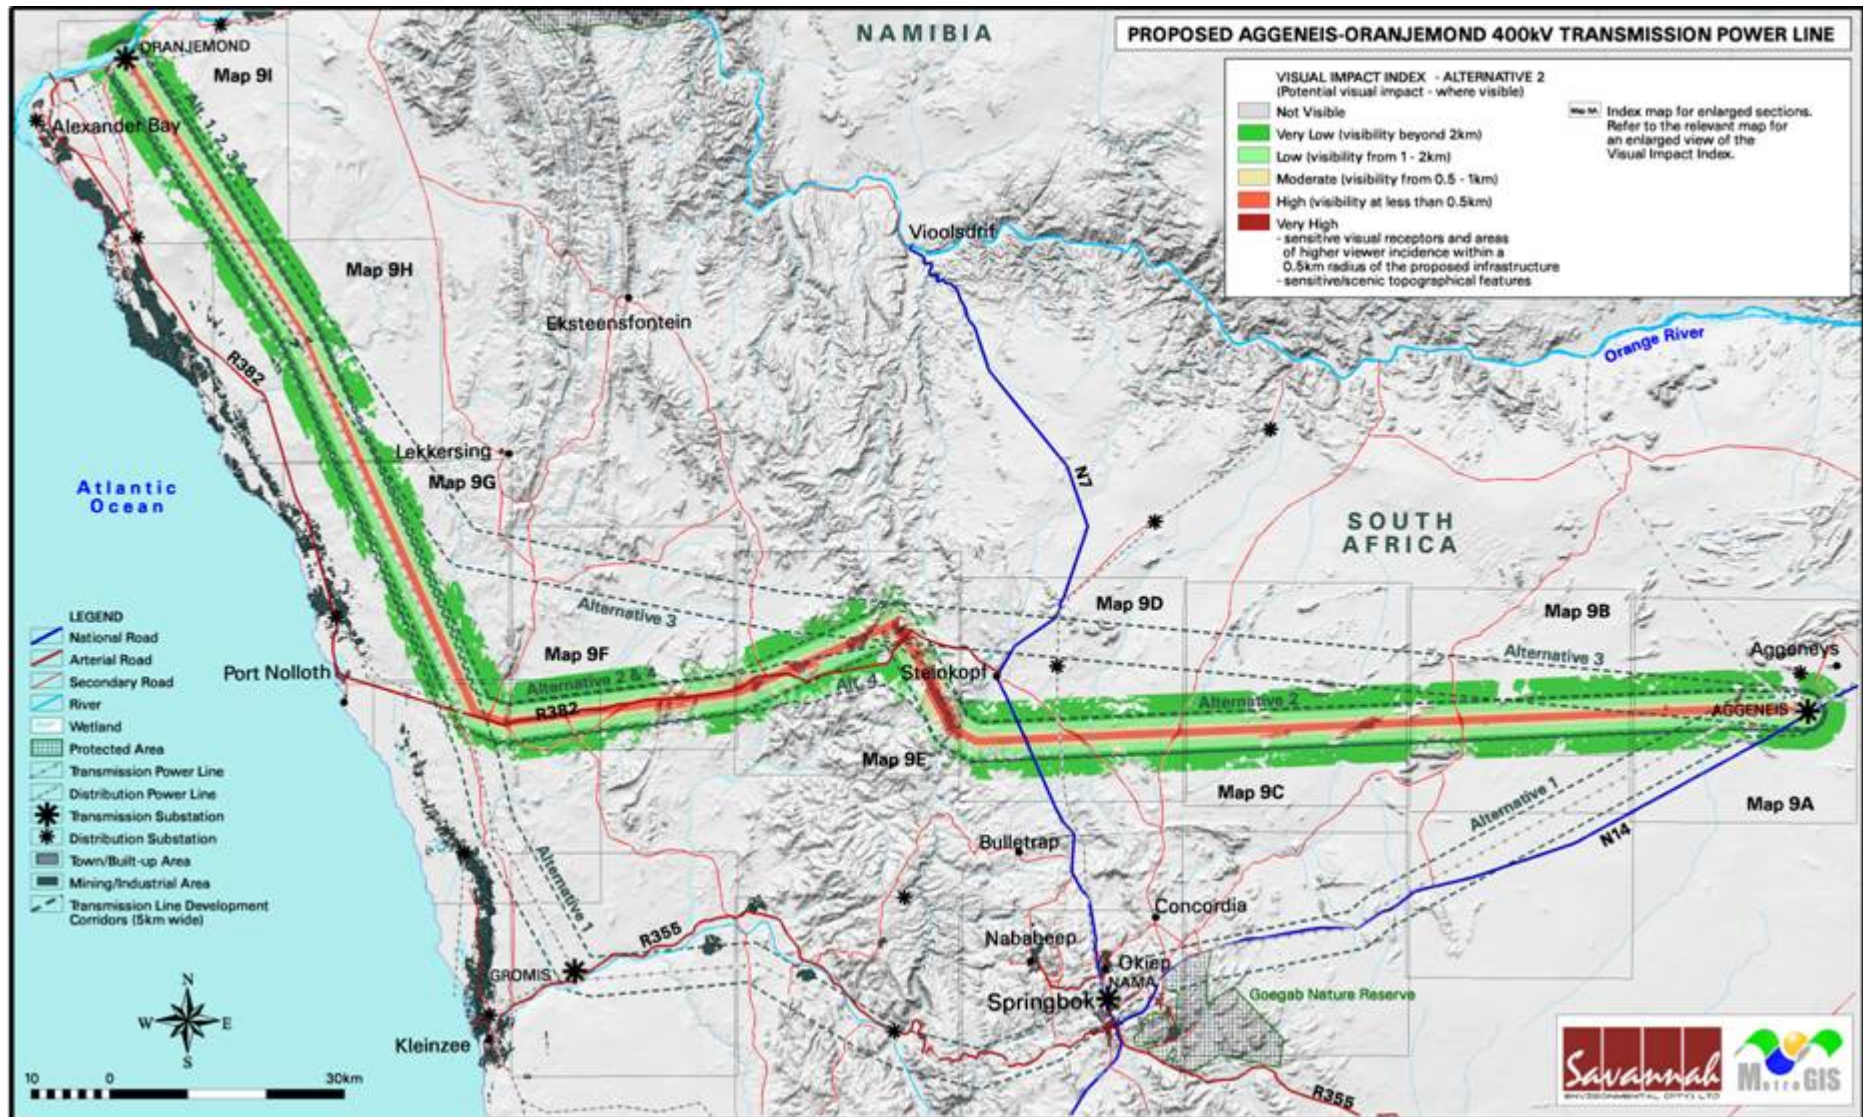 PROPOSED AGGENEIS-ORANJEMOND 400kV TRANSMISSION POWER LINE
VISUAL IMPACT INDEX - ALTERNATIVE 2
(Potential visual impact - where visible)
Not Visible
Very Low (visibility beyond 2km)
Low (visibility from 1 - 2km)
Moderate (visibility from 0.5 - 1km)
High (visibility at less than 0.5km)
Very High
- sensitive visual receptors and areas
of higher viewer incidence within a
0.5km radius of the proposed infrastructure
- sensitive/scenic topographical features
Map 9A
Index map for enlarged sections.
Refer to the relevant map for
an enlarged view of the
Visual Impact Index.
NAMIBIA
ORANJEMOND
Map 9I
Alexander Bay
Alt. 1, 2, 3 & 4
Map 9H
Vioolsdrif
Eksteensfontein
Orange River
R382
Lekkersing
Map 9G
N7
Atlantic
Ocean
SOUTH
AFRICA
Alternative 3
Map 9D
Map 9B
Map 9F
Port Nolloth
Steinkopf
Alternative 3
Aggeneys
Alternative 2 & 4
Alt. 4
R382
Alternative 2
AGGENEIS
Map 9E
Map 9C
Alternative 1
Map 9A
N14
Bulletrap
Alternative 1
Concordia
R355
Nababeep
GROMIS
Okiep
NAMA
Springbok
Goegab Nature Reserve
Kleinzee
R355
LEGEND
National Road
Arterial Road
Secondary Road
River
Wetland
Protected Area
Transmission Power Line
Distribution Power Line
Transmission Substation
Distribution Substation
Town/Built-up Area
Mining/Industrial Area
Transmission Line Development
Corridors (5km wide)
N
W
E
S
10
0
30km
Savannah
ENVIRONMENTAL (PTY) LTD
MetroGIS